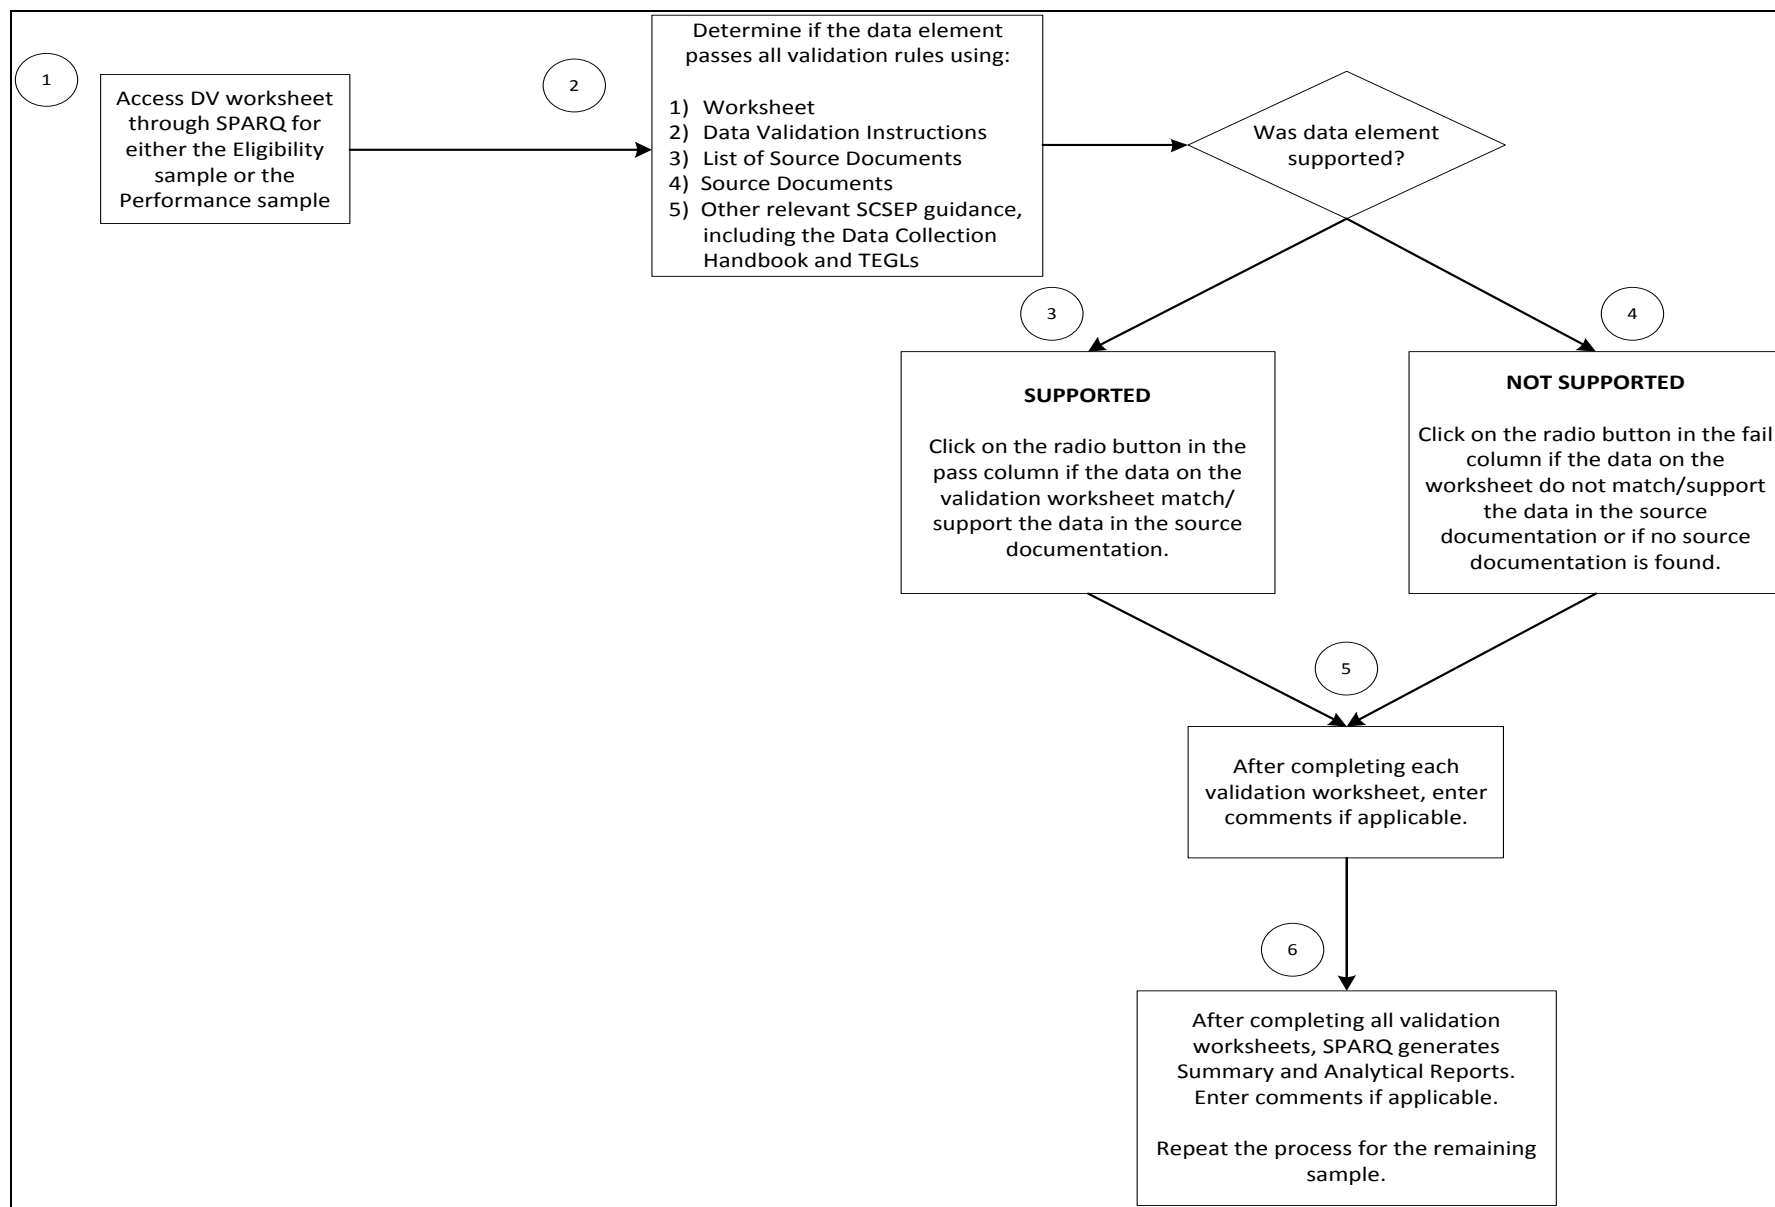 1
Access DV worksheet
through SPARQ for
either the Eligibility
sample or the
Performance sample
2
Determine if the data element
passes all validation rules using:
1) Worksheet
2) Data Validation Instructions
3) List of Source Documents
4) Source Documents
5) Other relevant SCSEP guidance,
including the Data Collection
Handbook and TEGLs
Was data element
supported?
3
SUPPORTED
Click on the radio button in the
pass column if the data on the
validation worksheet match/
support the data in the source
documentation.
4
NOT SUPPORTED
Click on the radio button in the fail
column if the data on the
worksheet do not match/support
the data in the source
documentation or if no source
documentation is found.
5
After completing each
validation worksheet, enter
comments if applicable.
6
After completing all validation
worksheets, SPARQ generates
Summary and Analytical Reports.
Enter comments if applicable.
Repeat the process for the remaining
sample.